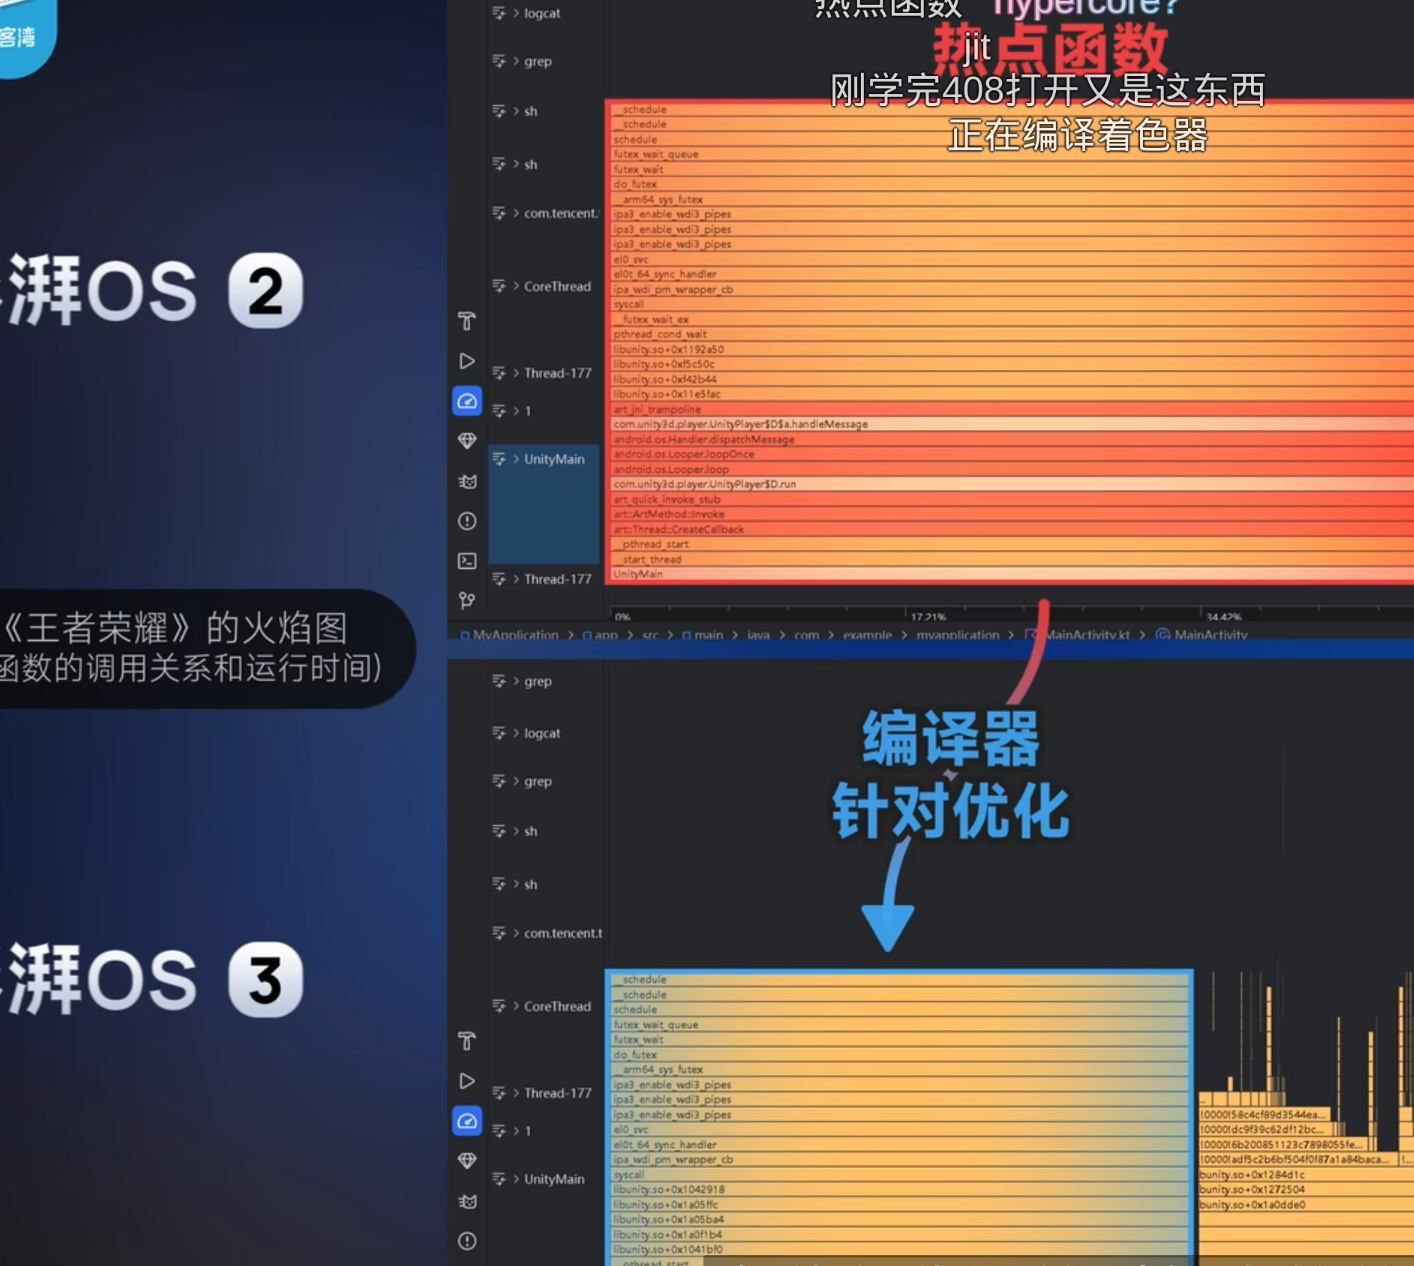 客湾
湃OS 2
《王者荣耀》的火焰图
函数的调用关系和运行时间)
湃OS 3
热点函数 hypercore?
热点函数
jit
刚学完408打开又是这东西
正在编译着色器
logcat
grep
sh
sh
com.tencent.
CoreThread
Thread-177
1
UnityMain
Thread-177
__schedule
__schedule
schedule
futex_wait_queue
futex_wait
do_futex
__arm64_sys_futex
ipa3_enable_wdi3_pipes
ipa3_enable_wdi3_pipes
ipa3_enable_wdi3_pipes
el0_svc
el0t_64_sync_handler
ipa_wdi_pm_wrapper_cb
syscall
__futex_wait_ex
pthread_cond_wait
libunity.so+0x1192a50
libunity.so+0xf5c50c
libunity.so+0xf42b44
libunity.so+0x11e5fac
art_jni_trampoline
com.unity3d.player.UnityPlayer$D$a.handleMessage
android.os.Handler.dispatchMessage
android.os.Looper.loopOnce
android.os.Looper.loop
com.unity3d.player.UnityPlayer$D.run
art_quick_invoke_stub
art::ArtMethod::Invoke
art::Thread::CreateCallback
__pthread_start
__start_thread
UnityMain
0% 17.21% 34.42%
MyApplication > app > src > main > java > com > example > myapplication > MainActivity.kt > MainActivity
编译器
针对优化
grep
logcat
grep
sh
sh
com.tencent.t
CoreThread
Thread-177
1
UnityMain
__schedule
__schedule
schedule
futex_wait_queue
futex_wait
do_futex
__arm64_sys_futex
ipa3_enable_wdi3_pipes
ipa3_enable_wdi3_pipes
ipa3_enable_wdi3_pipes
el0_svc
el0t_64_sync_handler
ipa_wdi_pm_wrapper_cb
syscall
libunity.so+0x1042918
libunity.so+0x1a05ffc
libunity.so+0x1a05ba4
libunity.so+0x1a0f1b4
libunity.so+0x1041bf0
__pthread_start
!0000!58c4cf89d3544ea...
!0000!dc9f39c62df12bc...
!0000!6b200851123c7898055fe...
!0000!adf5c2b6bf504f0f87a1a84baca...
bunity.so+0x1284d1c
bunity.so+0x1272504
bunity.so+0x1a0dde0